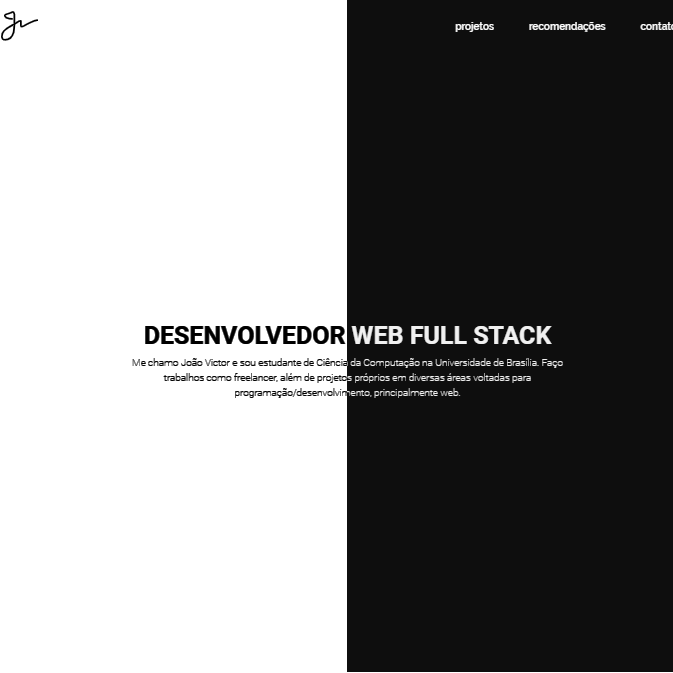 projetos recomendações contato
DESENVOLVEDOR WEB FULL STACK
Me chamo João Victor e sou estudante de Ciência da Computação na Universidade de Brasília. Faço
trabalhos como freelancer, além de projetos próprios em diversas áreas voltadas para
programação/desenvolvimento, principalmente web.